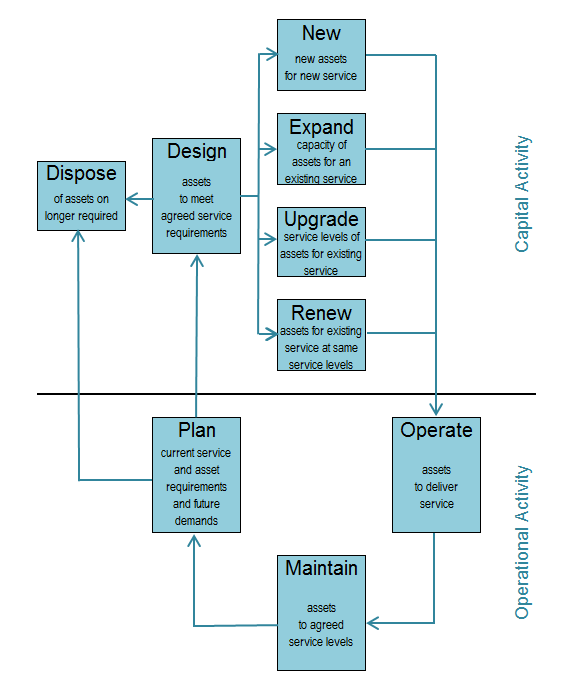 New
new assets
for new service
Expand
capacity of
assets for an
existing service
Design
assets
to meet
agreed service
requirements
Dispose
of assets on
longer required
Upgrade
service levels of
assets for existing
service
Renew
assets for existing
service at same
service levels
Capital Activity
Plan
current service
and asset
requirements
and future
demands
Operate
assets
to deliver
service
Maintain
assets
to agreed
service levels
Operational Activity